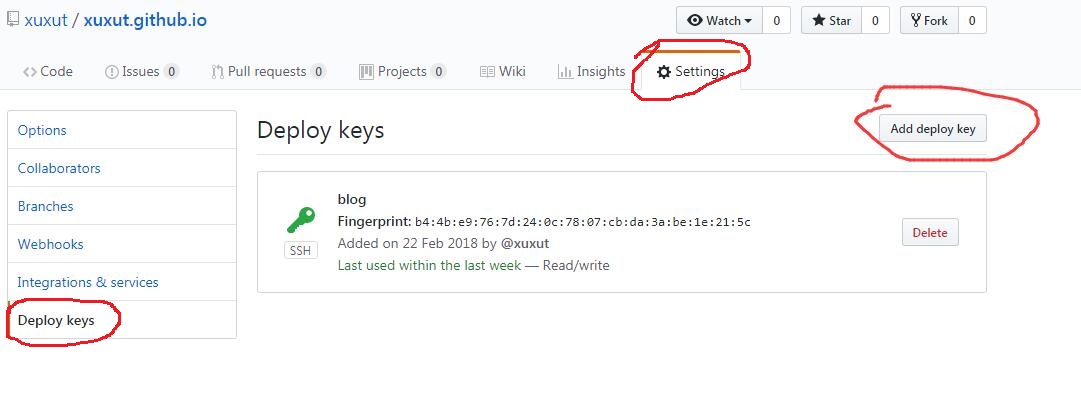 xuxut / xuxut.github.io
Watch 0 Star 0 Fork 0
Code Issues 0 Pull requests 0 Projects 0 Wiki Insights Settings
Options
Collaborators
Branches
Webhooks
Integrations & services
Deploy keys
Deploy keys
Add deploy key
blog
Fingerprint: b4:4b:e9:76:7d:24:0c:78:07:cb:da:3a:be:1e:21:5c
SSH
Added on 22 Feb 2018 by @xuxut
Last used within the last week — Read/write
Delete